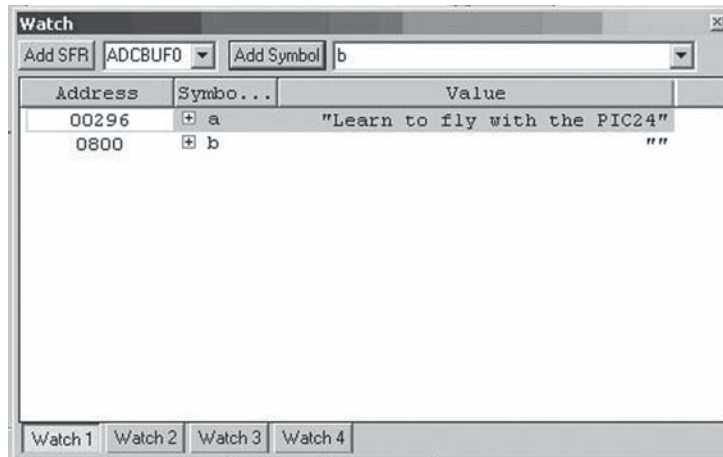 Watch
Add SFR ADCBUF0 Add Symbol b
Address Symbo... Value
00296 a "Learn to fly with the PIC24"
0800 b ""
Watch 1 Watch 2 Watch 3 Watch 4